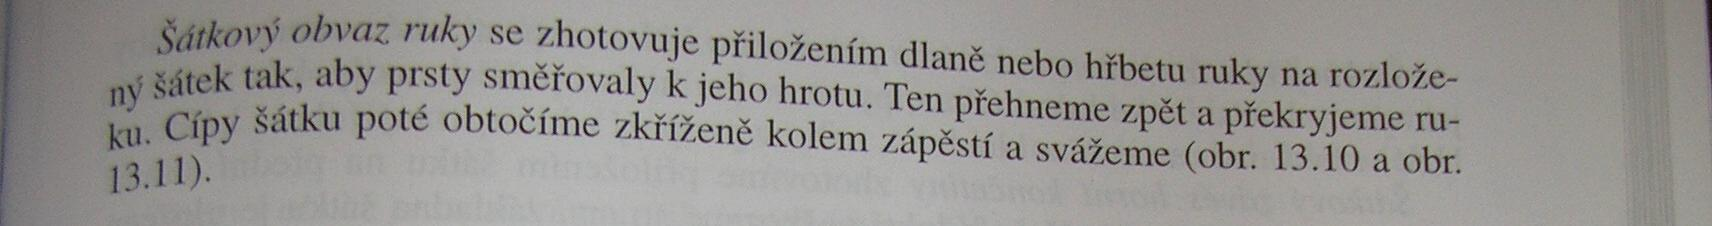 Šátkový obvaz ruky se zhotovuje přiložením dlaně nebo hřbetu ruky na rozlože-
ný šátek tak, aby prsty směřovaly k jeho hrotu. Ten přehneme zpět a překryjeme ru-
ku. Cípy šátku poté obtočíme zkříženě kolem zápěstí a svážeme (obr. 13.10 a obr.
13.11).